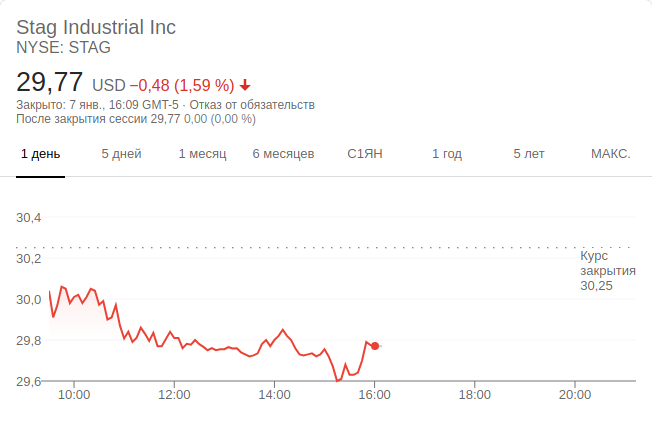 Stag Industrial Inc
NYSE: STAG
29,77 USD −0,48 (1,59 %)
Закрыто: 7 янв., 16:09 GMT-5 · Отказ от обязательств
После закрытия сессии 29,77 0,00 (0,00 %)
1 день 5 дней 1 месяц 6 месяцев С1ЯН 1 год 5 лет МАКС.
30,4
30,2
30,0
29,8
29,6
Курс
закрытия
30,25
10:00 12:00 14:00 16:00 18:00 20:00